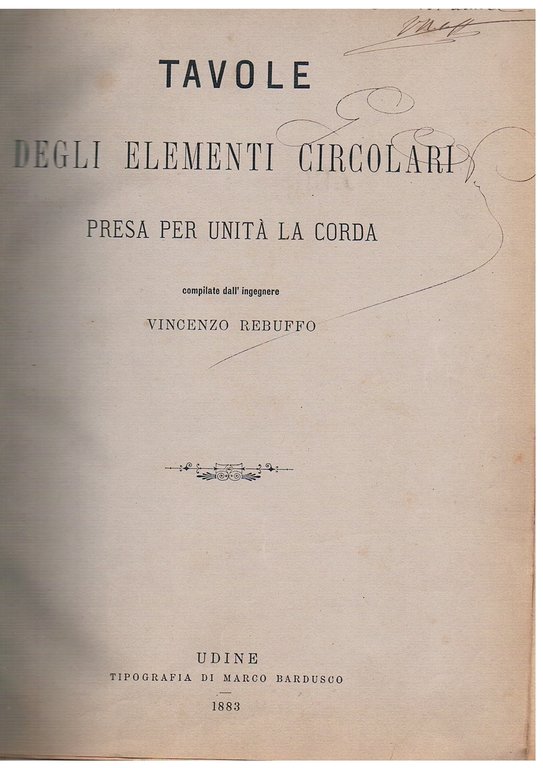 TAVOLE
DEGLI ELEMENTI CIRCOLARI
PRESA PER UNITÀ LA CORDA
compilate dall' ingegnere
VINCENZO REBUFFO
UDINE
TIPOGRAFIA DI MARCO BARDUSCO
1883